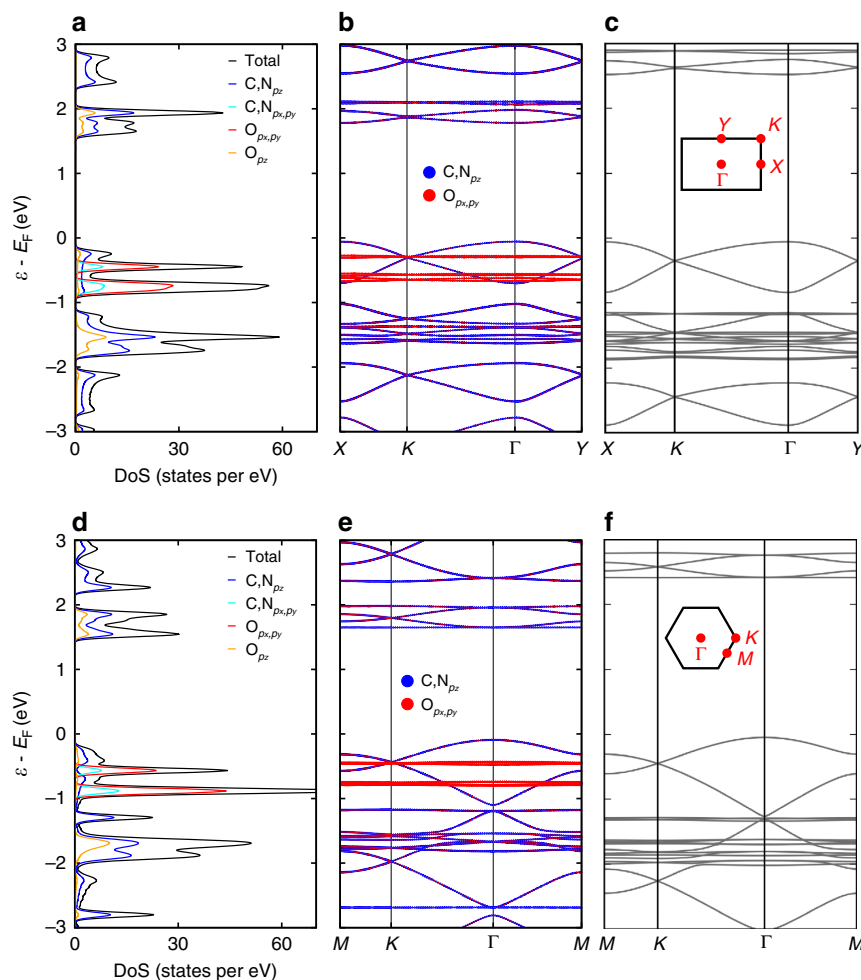 a
b
c
3
2
1
0
−1
−2
−3
ε - E_F (eV)
Total
C,N_pz
C,N_px,py
O_px,py
O_pz
0 30 60
DoS (states per eV)
C,N_pz
O_px,py
X K Γ Y
Y K
Γ X
X K Γ Y
d
e
f
3
2
1
0
−1
−2
−3
ε - E_F (eV)
Total
C,N_pz
C,N_px,py
O_px,py
O_pz
0 30 60
DoS (states per eV)
C,N_pz
O_px,py
M K Γ M
K
Γ M
M K Γ M